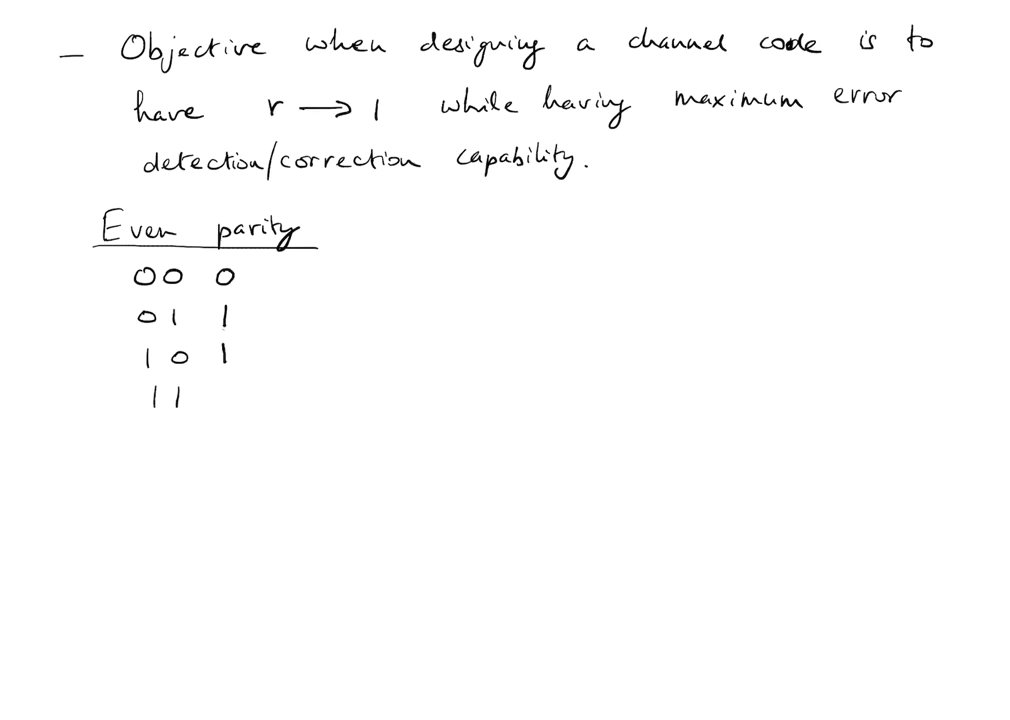 — Objective when designing a channel code is to
have r → 1 while having maximum error
detection/correction capability.
Even parity
00 0
01 1
10 1
11